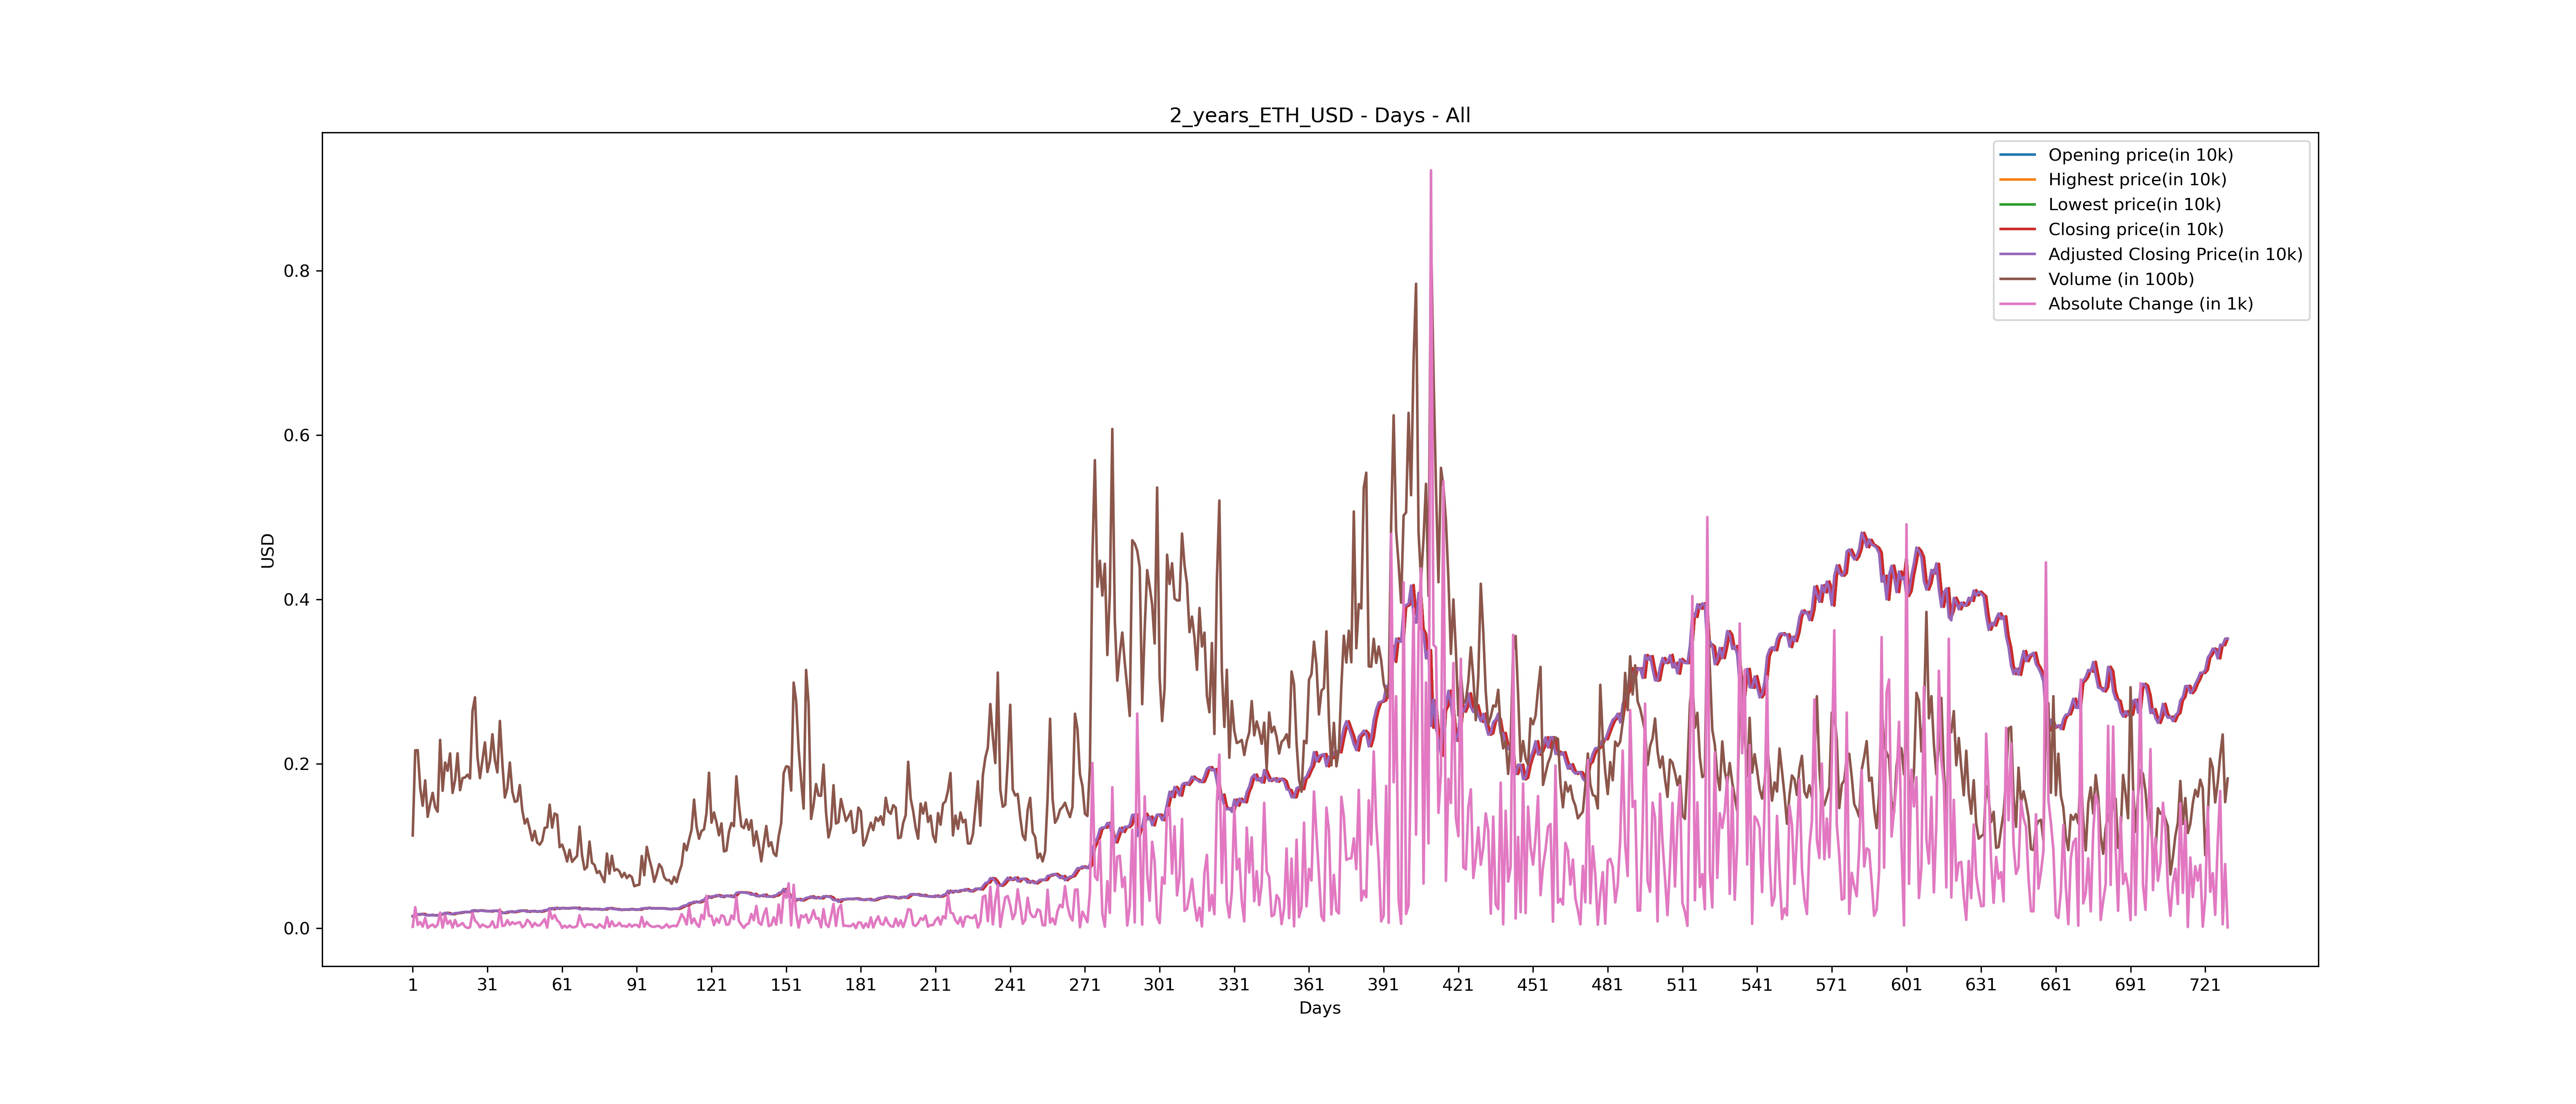 2_years_ETH_USD - Days - All
Opening price(in 10k)
Highest price(in 10k)
Lowest price(in 10k)
Closing price(in 10k)
Adjusted Closing Price(in 10k)
Volume (in 100b)
Absolute Change (in 1k)
0.8
0.6
USD
0.4
0.2
0.0
1 31 61 91 121 151 181 211 241 271 301 331 361 391 421 451 481 511 541 571 601 631 661 691 721
Days